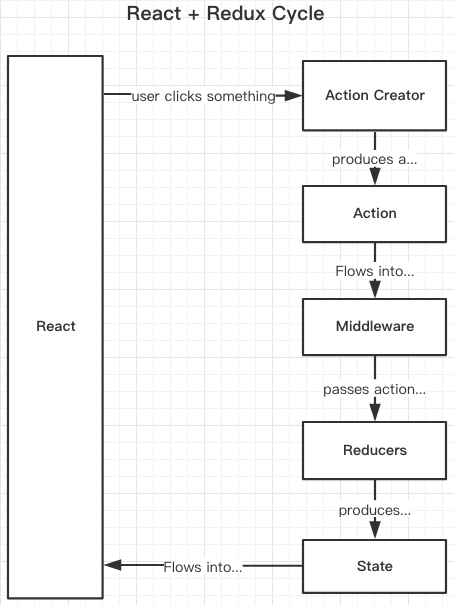 React + Redux Cycle
user clicks something
Action Creator
produces a...
Action
Flows into...
React
Middleware
passes action...
Reducers
produces...
State
Flows into...